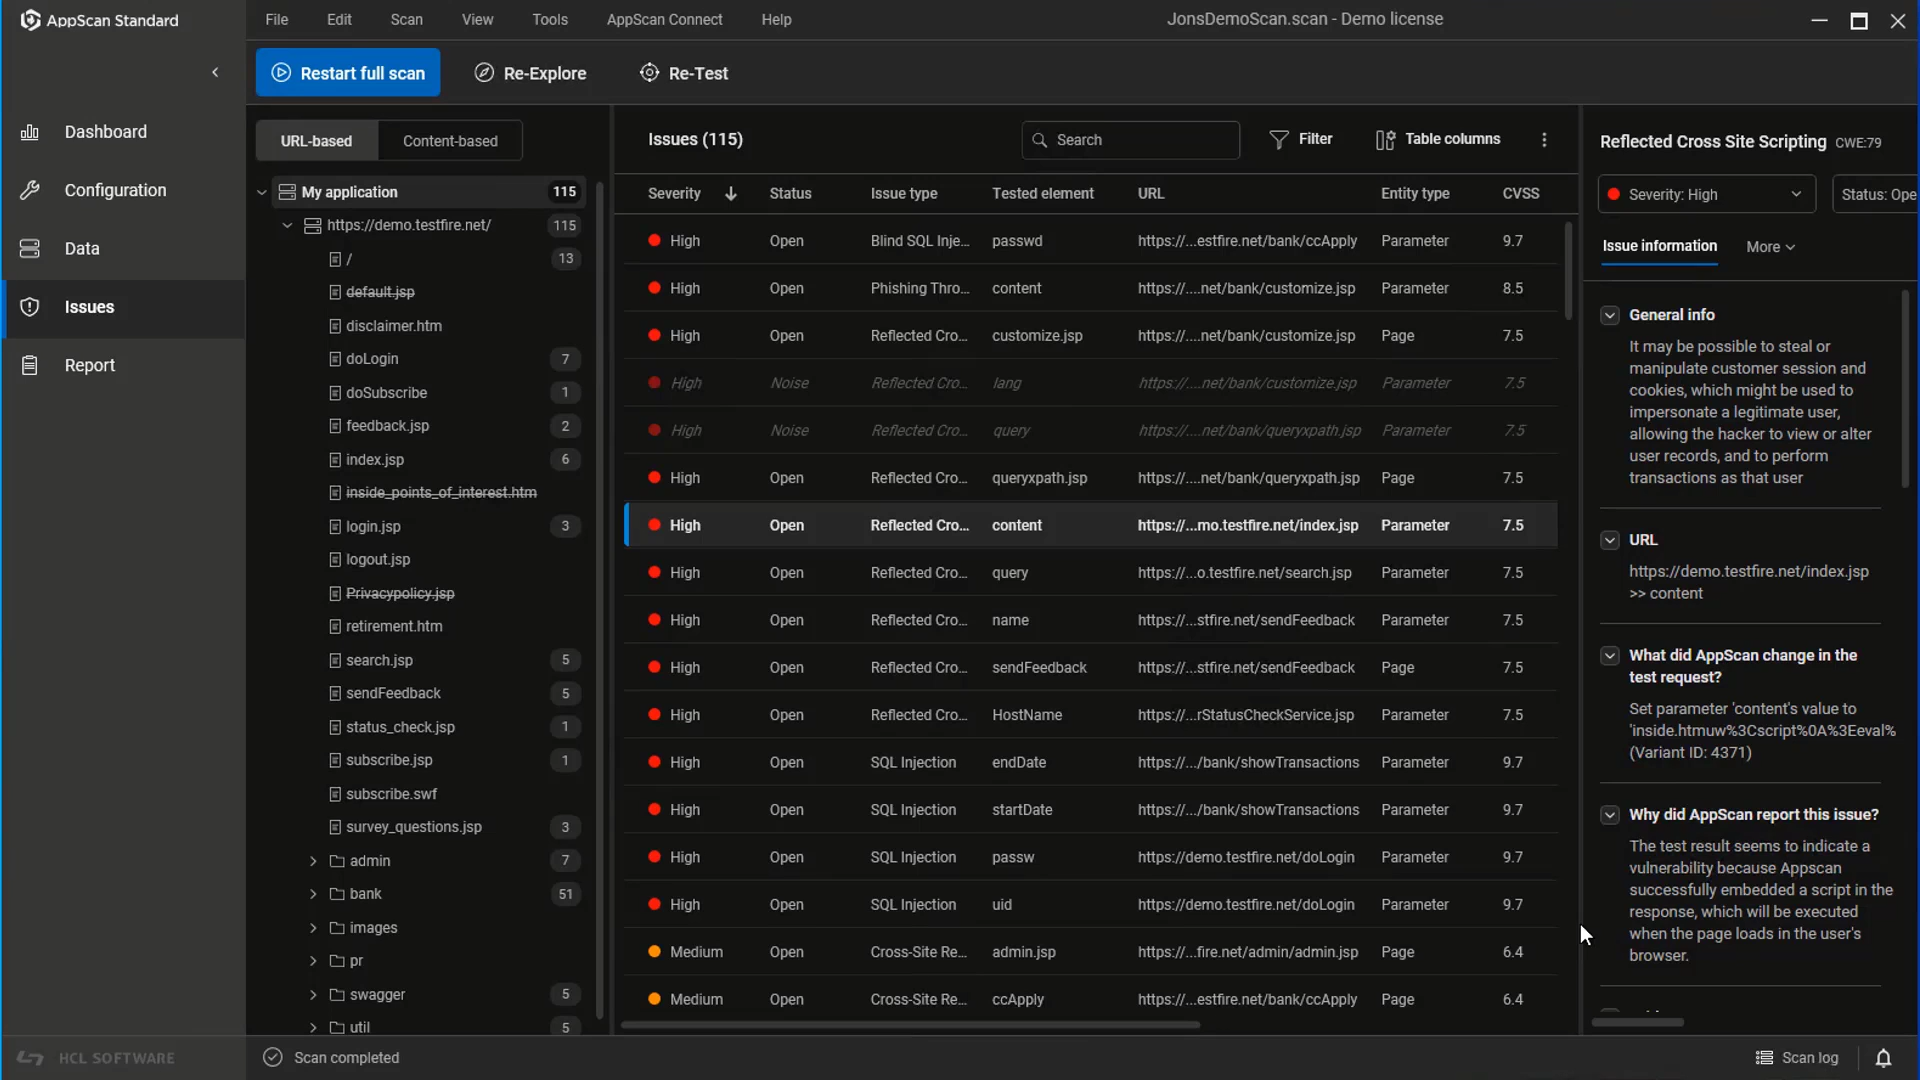 AppScan Standard
File Edit Scan View Tools AppScan Connect Help
JonsDemoScan.scan - Demo license
Restart full scan
Re-Explore
Re-Test
Dashboard
Configuration
Data
Issues
Report
URL-based Content-based
My application 115
https://demo.testfire.net/ 115
/ 13
default.jsp
disclaimer.htm
doLogin 7
doSubscribe 1
feedback.jsp 2
index.jsp 6
inside_points_of_interest.htm
login.jsp 3
logout.jsp
Privacypolicy.jsp
retirement.htm
search.jsp 5
sendFeedback 5
status_check.jsp 1
subscribe.jsp 1
subscribe.swf
survey_questions.jsp 3
admin 7
bank 51
images
pr
swagger 5
util 5
Issues (115)
Search
Filter
Table columns
Severity Status Issue type Tested element URL Entity type CVSS
High Open Blind SQL Inje... passwd https://...estfire.net/bank/ccApply Parameter 9.7
High Open Phishing Thro... content https://....net/bank/customize.jsp Parameter 8.5
High Open Reflected Cro... customize.jsp https://....net/bank/customize.jsp Page 7.5
High Noise Reflected Cro... lang https://....net/bank/customize.jsp Parameter 7.5
High Noise Reflected Cro... query https://....net/bank/queryxpath.jsp Parameter 7.5
High Open Reflected Cro... queryxpath.jsp https://....net/bank/queryxpath.jsp Page 7.5
High Open Reflected Cro... content https://...mo.testfire.net/index.jsp Parameter 7.5
High Open Reflected Cro... query https://...o.testfire.net/search.jsp Parameter 7.5
High Open Reflected Cro... name https://...stfire.net/sendFeedback Parameter 7.5
High Open Reflected Cro... sendFeedback https://...stfire.net/sendFeedback Page 7.5
High Open Reflected Cro... HostName https://...rStatusCheckService.jsp Parameter 7.5
High Open SQL Injection endDate https://.../bank/showTransactions Parameter 9.7
High Open SQL Injection startDate https://.../bank/showTransactions Parameter 9.7
High Open SQL Injection passw https://demo.testfire.net/doLogin Parameter 9.7
High Open SQL Injection uid https://demo.testfire.net/doLogin Parameter 9.7
Medium Open Cross-Site Re... admin.jsp https://...fire.net/admin/admin.jsp Page 6.4
Medium Open Cross-Site Re... ccApply https://...estfire.net/bank/ccApply Page 6.4
Reflected Cross Site Scripting CWE:79
Severity: High
Status: Ope
Issue information More
General info
It may be possible to steal or
manipulate customer session and
cookies, which might be used to
impersonate a legitimate user,
allowing the hacker to view or alter
user records, and to perform
transactions as that user
URL
https://demo.testfire.net/index.jsp
>> content
What did AppScan change in the
test request?
Set parameter 'content's value to
'inside.htmuw%3Cscript%0A%3Eeval%
(Variant ID: 4371)
Why did AppScan report this issue?
The test result seems to indicate a
vulnerability because Appscan
successfully embedded a script in the
response, which will be executed
when the page loads in the user's
browser.
HCL SOFTWARE
Scan completed
Scan log